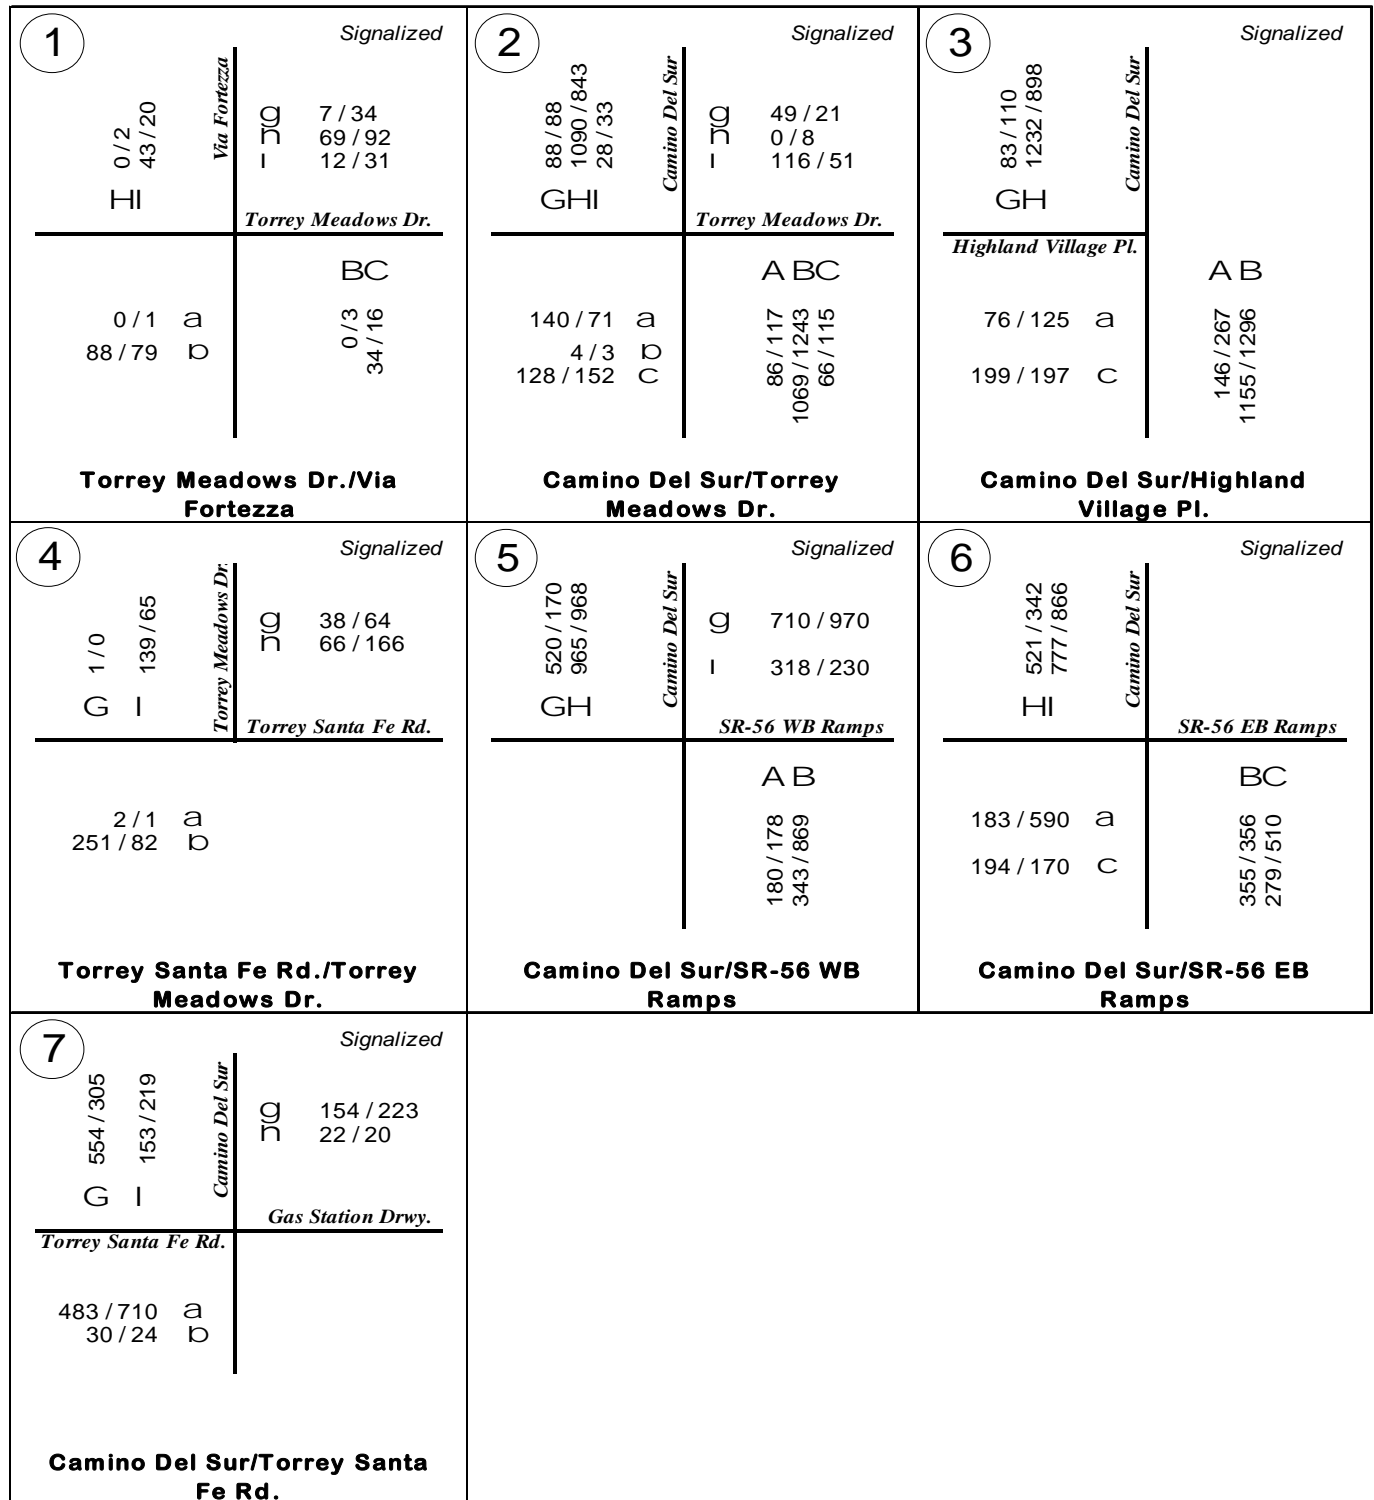 1
Signalized
Via Fortezza
0 / 2
43 / 20
g 7 / 34
h 69 / 92
i 12 / 31
HI
Torrey Meadows Dr.
BC
0 / 1 a
88 / 79 b
0 / 3
34 / 16
Torrey Meadows Dr./Via
Fortezza
2
Signalized
Camino Del Sur
88 / 88
1090 / 843
28 / 33
g 49 / 21
h 0 / 8
i 116 / 51
GHI
Torrey Meadows Dr.
A BC
140 / 71 a
4 / 3 b
128 / 152 c
86 / 117
1069 / 1243
66 / 115
Camino Del Sur/Torrey
Meadows Dr.
3
Signalized
Camino Del Sur
83 / 110
1232 / 898
GH
Highland Village Pl.
A B
76 / 125 a
199 / 197 c
146 / 267
1155 / 1296
Camino Del Sur/Highland
Village Pl.
4
Signalized
Torrey Meadows Dr.
1 / 0
139 / 65
g 38 / 64
h 66 / 166
G I
Torrey Santa Fe Rd.
2 / 1 a
251 / 82 b
Torrey Santa Fe Rd./Torrey
Meadows Dr.
5
Signalized
Camino Del Sur
520 / 170
965 / 968
g 710 / 970
i 318 / 230
GH
SR-56 WB Ramps
A B
180 / 178
343 / 869
Camino Del Sur/SR-56 WB
Ramps
6
Signalized
Camino Del Sur
521 / 342
777 / 866
HI
SR-56 EB Ramps
BC
183 / 590 a
194 / 170 c
355 / 356
279 / 510
Camino Del Sur/SR-56 EB
Ramps
7
Signalized
Camino Del Sur
554 / 305
153 / 219
g 154 / 223
h 22 / 20
G I
Gas Station Drwy.
Torrey Santa Fe Rd.
483 / 710 a
30 / 24 b
Camino Del Sur/Torrey Santa
Fe Rd.